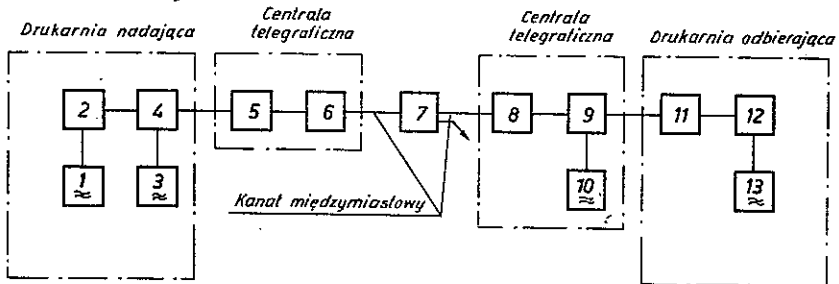 Drukarnia nadająca
Centrala
telegraficzna
Centrala
telegraficzna
Drukarnia odbierająca
2
4
5
6
7
8
9
11
12
1
3
10
13
Kanał międzymiastowy